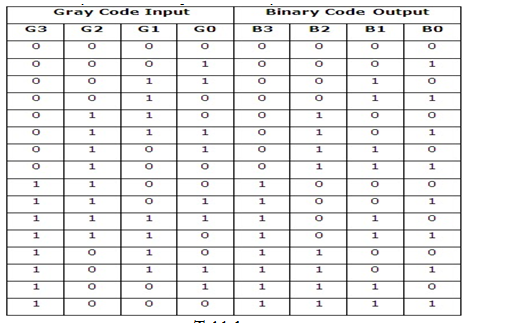 Gray Code Input Binary Code Output
G3 G2 G1 G0 B3 B2 B1 B0
0 0 0 0 0 0 0 0
0 0 0 1 0 0 0 1
0 0 1 1 0 0 1 0
0 0 1 0 0 0 1 1
0 1 1 0 0 1 0 0
0 1 1 1 0 1 0 1
0 1 0 1 0 1 1 0
0 1 0 0 0 1 1 1
1 1 0 0 1 0 0 0
1 1 0 1 1 0 0 1
1 1 1 1 1 0 1 0
1 1 1 0 1 0 1 1
1 0 1 0 1 1 0 0
1 0 1 1 1 1 0 1
1 0 0 1 1 1 1 0
1 0 0 0 1 1 1 1